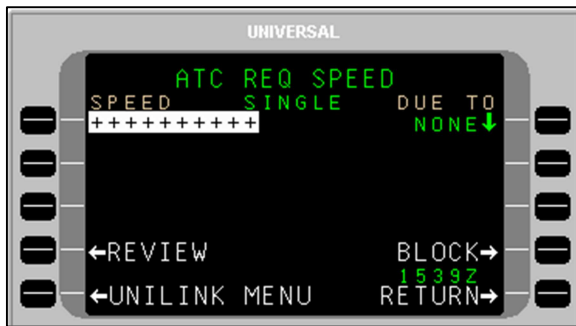 UNIVERSAL
ATC REQ SPEED
SPEED SINGLE DUE TO
++++++++++ NONE↓
←REVIEW BLOCK→
1539Z
←UNILINK MENU RETURN→